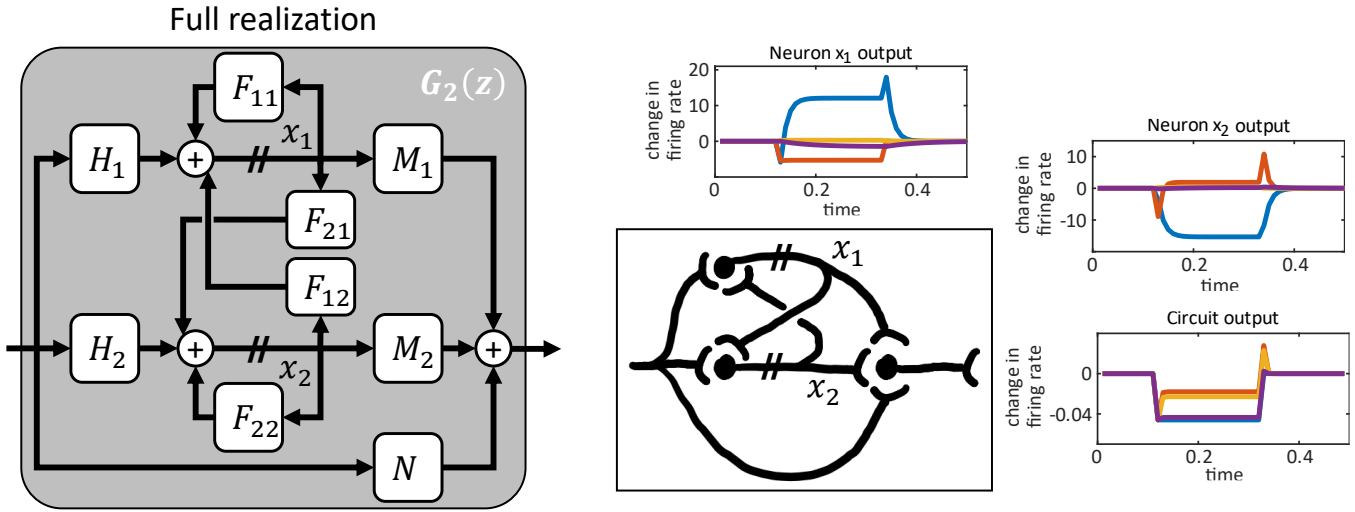 Full realization
G₂(z)
F₁₁
H₁
+
x₁
M₁
F₂₁
F₁₂
H₂
+
x₂
M₂
+
F₂₂
N
Neuron x₁ output
change in
firing rate
20
10
0
0
0.2
0.4
time
x₁
x₂
Neuron x₂ output
change in
firing rate
10
0
-10
0
0.2
0.4
time
Circuit output
change in
firing rate
0
-0.04
0
0.2
0.4
time